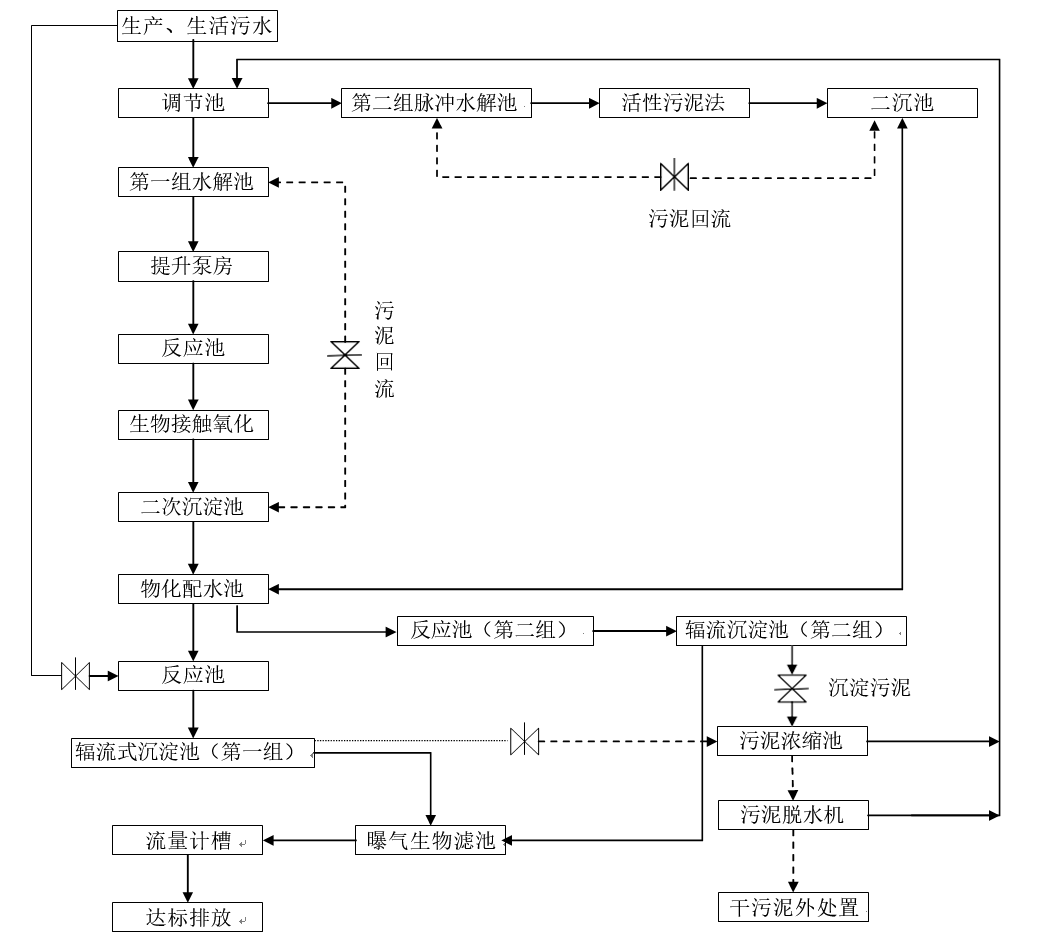 生产、生活污水
调节池
第二组脉冲水解池
活性污泥法
二沉池
第一组水解池
污泥回流
提升泵房
污
泥
回
流
反应池
生物接触氧化
二次沉淀池
物化配水池
反应池（第二组）
辐流沉淀池（第二组）
反应池
沉淀污泥
辐流式沉淀池（第一组）
污泥浓缩池
污泥脱水机
流量计槽
曝气生物滤池
达标排放
干污泥外处置